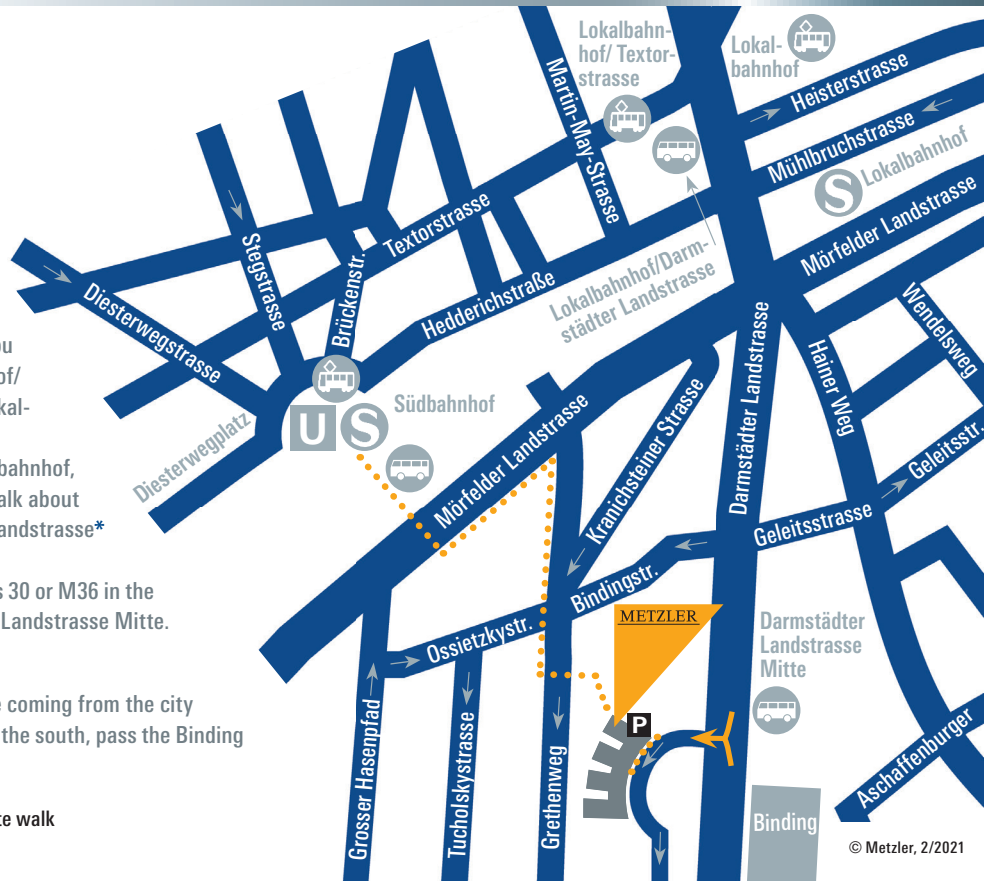 Lokalbahn-
hof/ Textor-
strasse
Lokal-
bahnhof
Martin-May-Strasse
Heisterstrasse
Mühlbruchstrasse
S Lokalbahnhof
Mörfelder Landstrasse
Stegstrasse
Textorstrasse
Brückenstr.
Hedderichstraße
Lokalbahnhof/Darm-
städter Landstrasse
Diesterwegstrasse
Wendelsweg
Hainer Weg
Diesterwegplatz
U S
Südbahnhof
Mörfelder Landstrasse
Kranichsteiner Strasse
Darmstädter Landstrasse
Geleitsstr.
Geleitsstrasse
Bindingstr.
Ossietzkystr.
METZLER
P
Darmstädter
Landstrasse
Mitte
Grosser Hasenpfad
Tucholskystrasse
Grethenweg
Aschaffenburger
Binding
of/
kal-
bahnhof,
alk about
andstrasse*
s 30 or M36 in the
Landstrasse Mitte.
e coming from the city
the south, pass the Binding
te walk
© Metzler, 2/2021